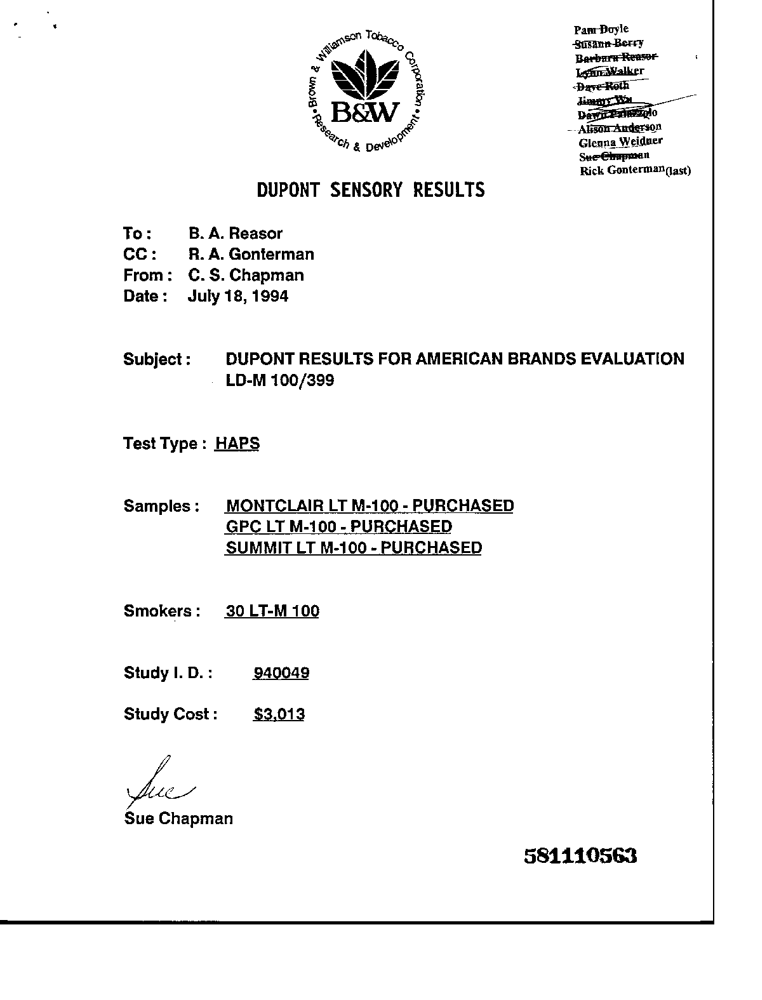 Pam Doyle
Susann Berry
Barbara Reasor
Lynn Walker
Dave Roth
Jimmy Wu
Dawn Palazzolo
Alison Anderson
Glenna Weidner
Sue Chapman
Rick Gonterman(last)
Brown & Williamson Tobacco Corporation
B&W
Research & Development
DUPONT SENSORY RESULTS
To : B. A. Reasor
CC : R. A. Gonterman
From : C. S. Chapman
Date : July 18, 1994
Subject : DUPONT RESULTS FOR AMERICAN BRANDS EVALUATION
LD-M 100/399
Test Type : HAPS
Samples : MONTCLAIR LT M-100 - PURCHASED
GPC LT M-100 - PURCHASED
SUMMIT LT M-100 - PURCHASED
Smokers : 30 LT-M 100
Study I. D. : 940049
Study Cost : $3,013
Sue
Sue Chapman
581110563